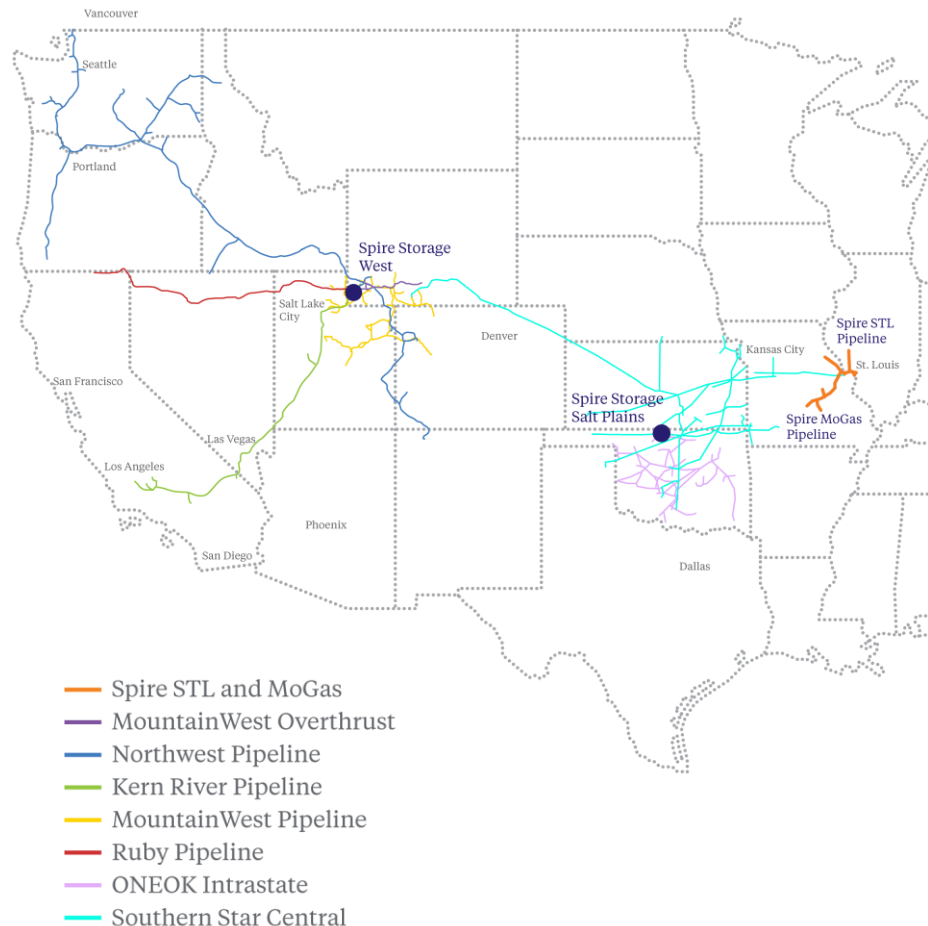 Vancouver
Seattle
Portland
Spire Storage
West
Salt Lake
City
Denver
Spire STL
Pipeline
Kansas City
St. Louis
San Francisco
Spire Storage
Salt Plains
Spire MoGas
Pipeline
Las Vegas
Los Angeles
Phoenix
San Diego
Dallas
Spire STL and MoGas
MountainWest Overthrust
Northwest Pipeline
Kern River Pipeline
MountainWest Pipeline
Ruby Pipeline
ONEOK Intrastate
Southern Star Central